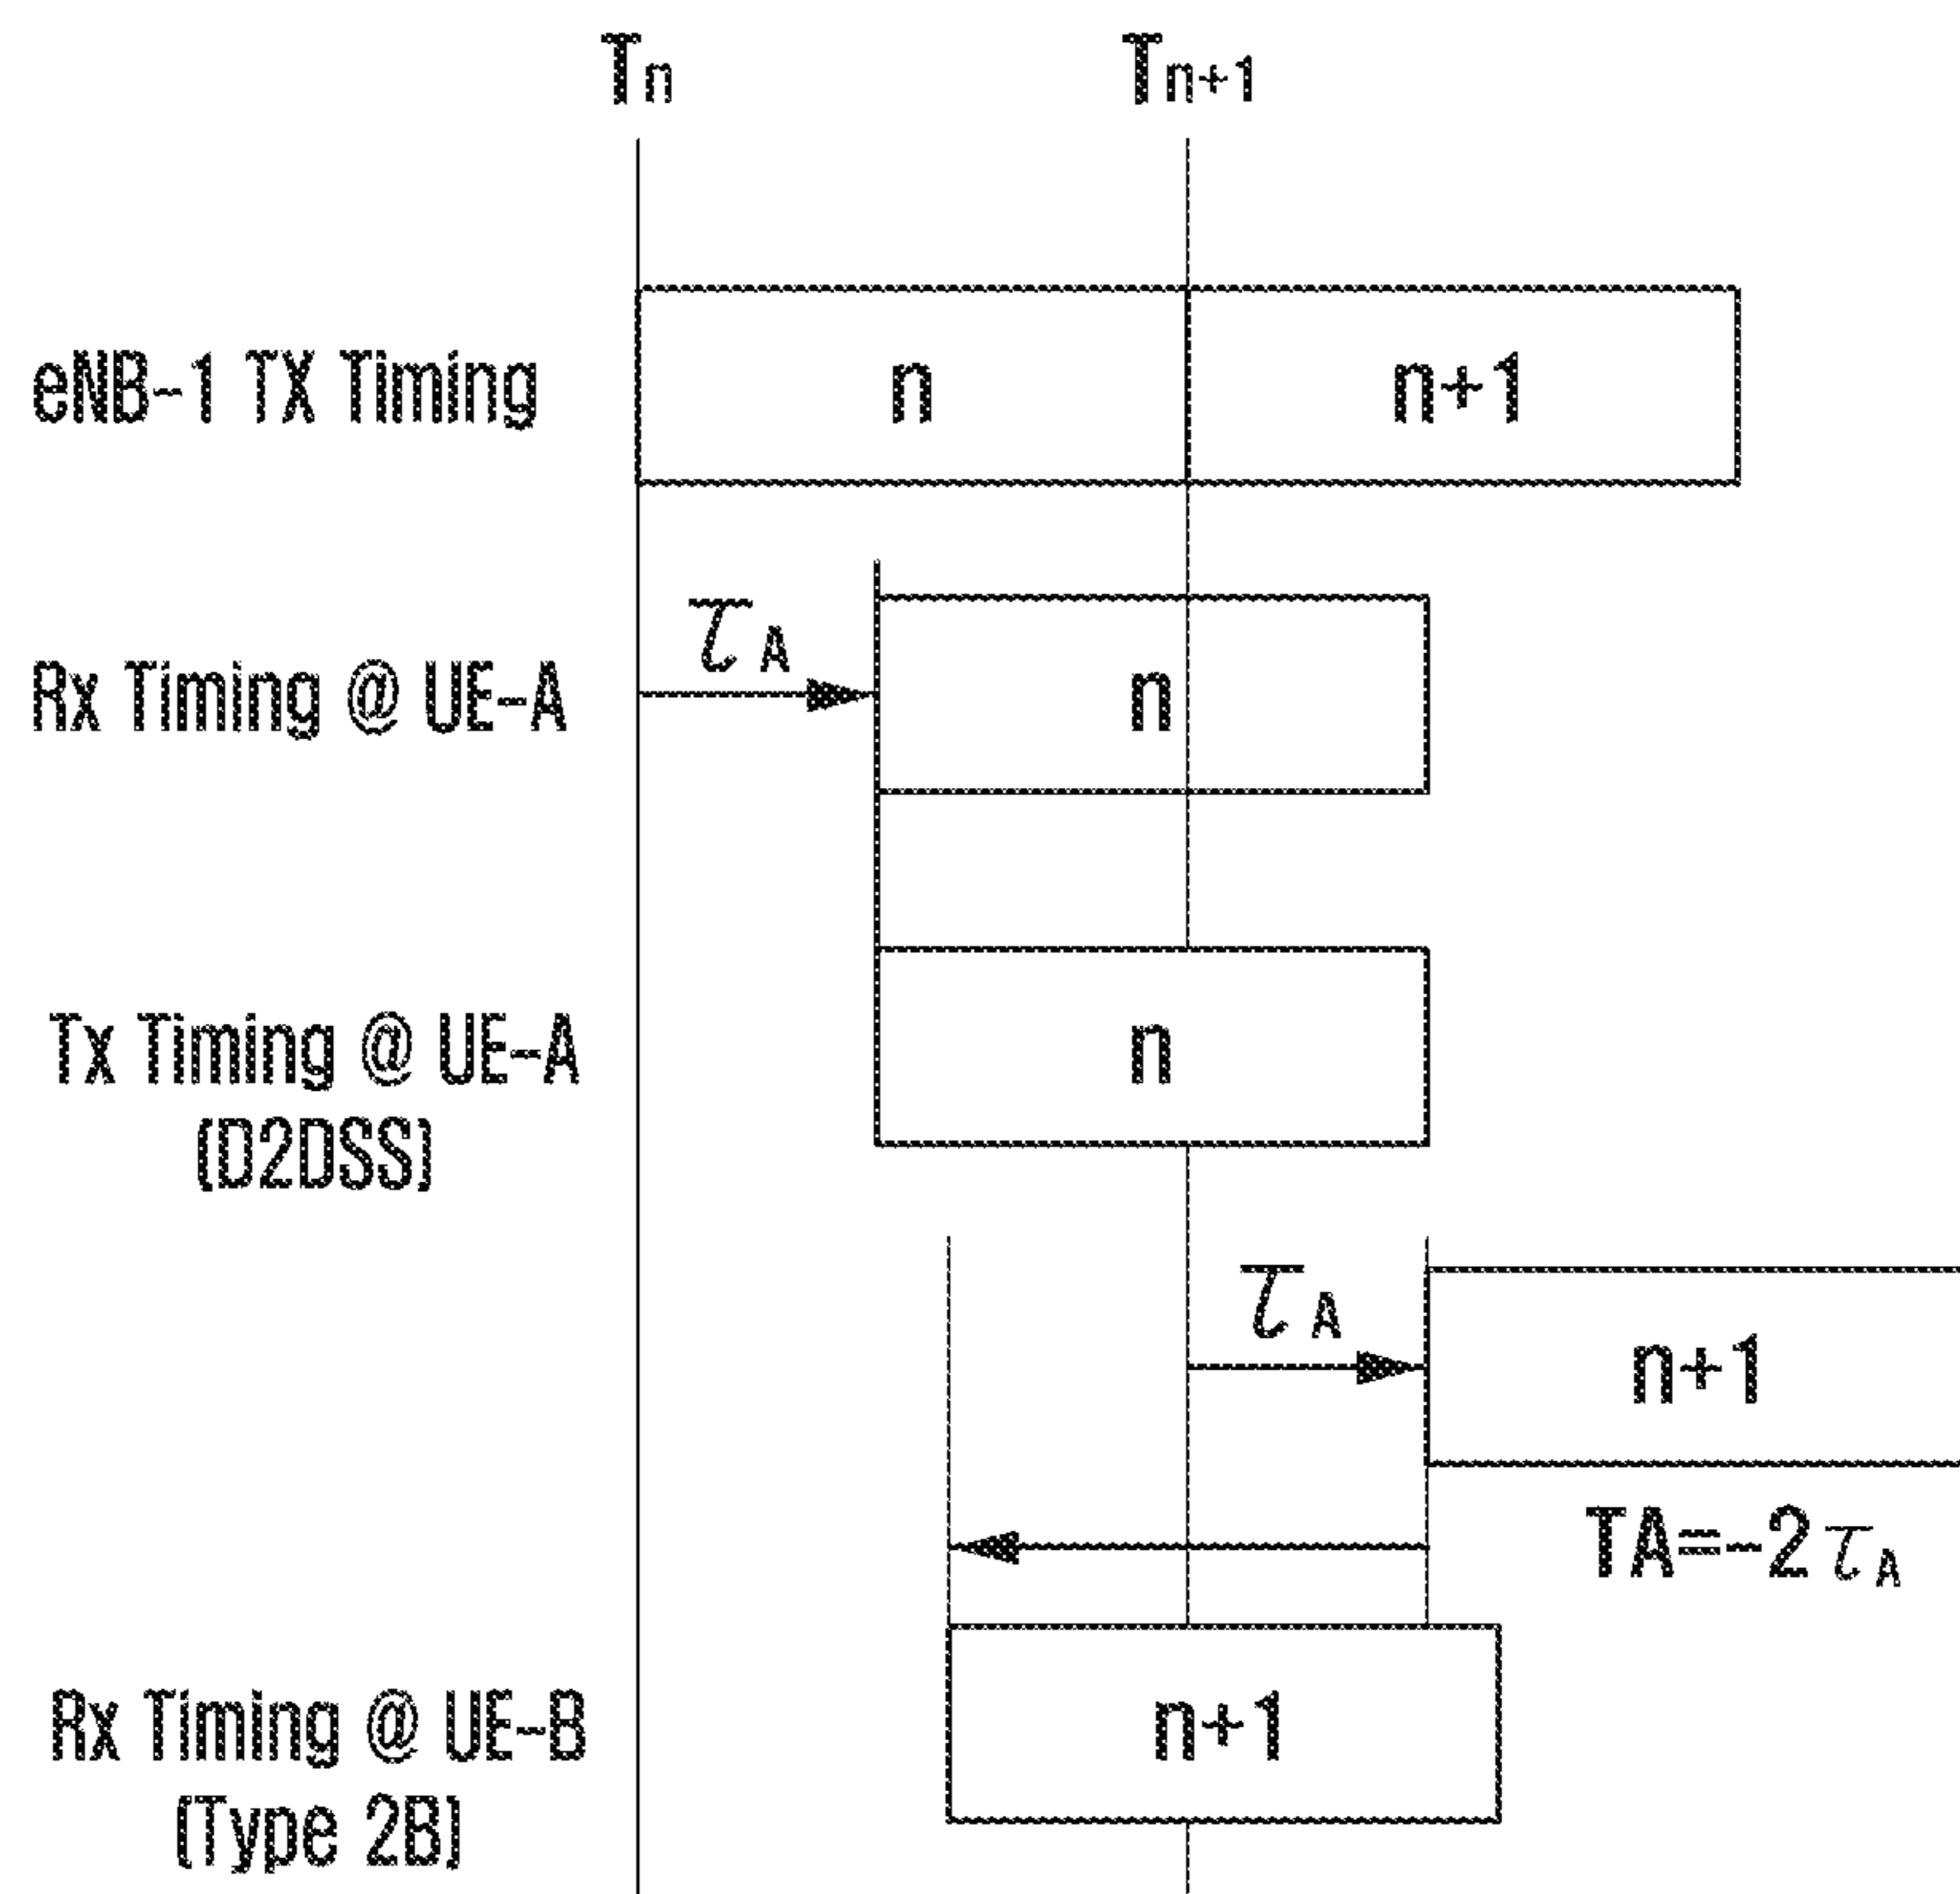 Tn Tn+1
eNB-1 TX Timing n n+1
τA
Rx Timing @ UE-A n
Tx Timing @ UE-A n
(D2DSS)
τA
n+1
TA=-2τA
Rx Timing @ UE-B n+1
(Type 2B)